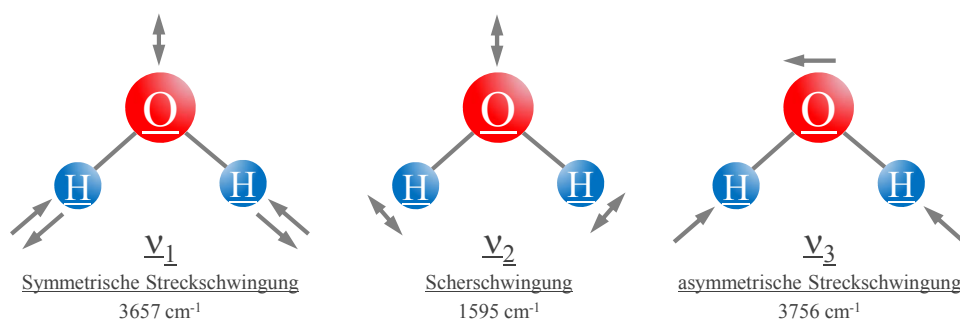 O
H H
ν1
Symmetrische Streckschwingung
3657 cm-1
O
H H
ν2
Scherschwingung
1595 cm-1
O
H H
ν3
asymmetrische Streckschwingung
3756 cm-1